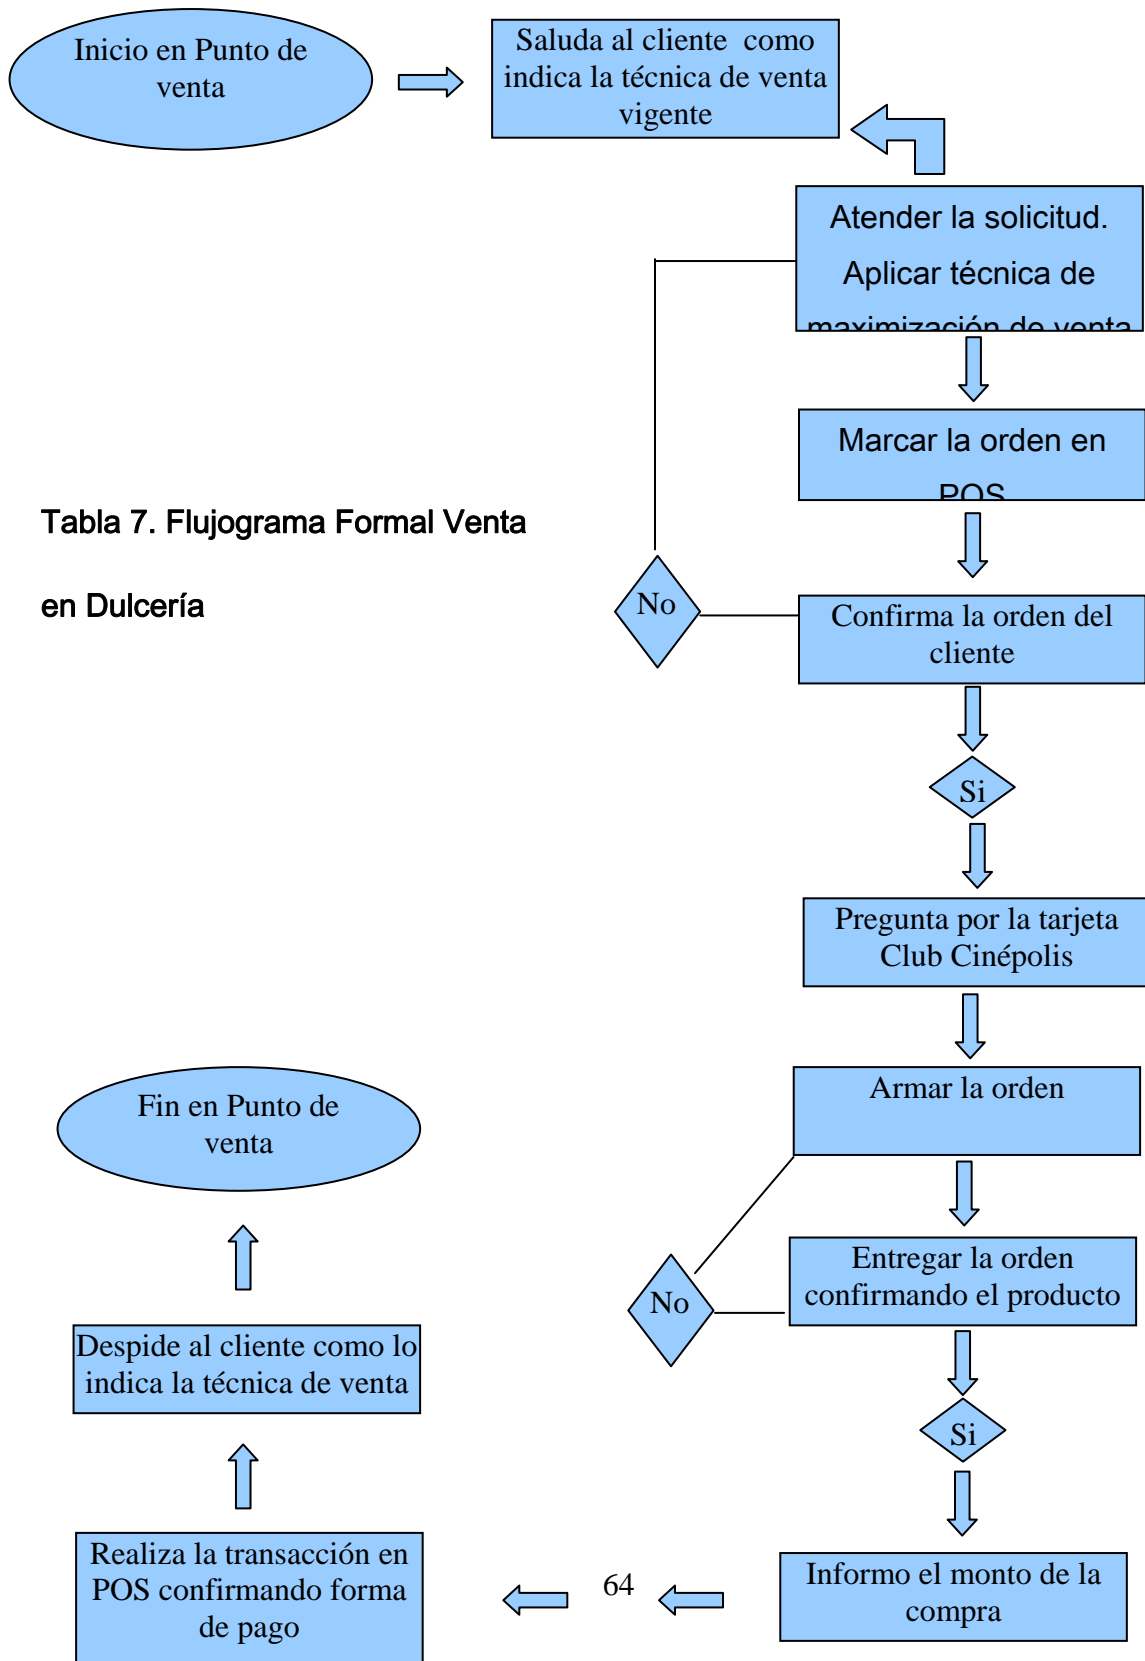 Inicio en Punto de
venta
Saluda al cliente como
indica la técnica de venta
vigente
Atender la solicitud.
Aplicar técnica de
maximización de venta
Marcar la orden en
POS
Tabla 7. Flujograma Formal Venta
en Dulcería
No
Confirma la orden del
cliente
Si
Pregunta por la tarjeta
Club Cinépolis
Armar la orden
Entregar la orden
confirmando el producto
No
Si
Informo el monto de la
compra
64
Realiza la transacción en
POS confirmando forma
de pago
Despide al cliente como lo
indica la técnica de venta
Fin en Punto de
venta